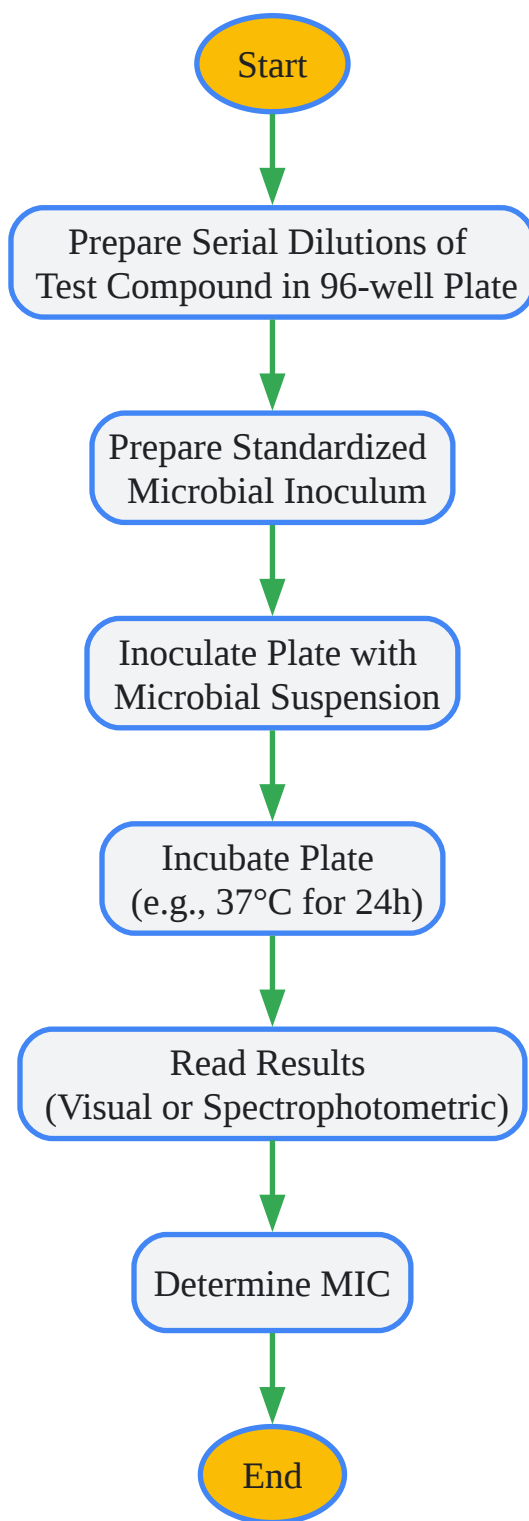 Start
Prepare Serial Dilutions of
Test Compound in 96-well Plate
Prepare Standardized
Microbial Inoculum
Inoculate Plate with
Microbial Suspension
Incubate Plate
(e.g., 37°C for 24h)
Read Results
(Visual or Spectrophotometric)
Determine MIC
End